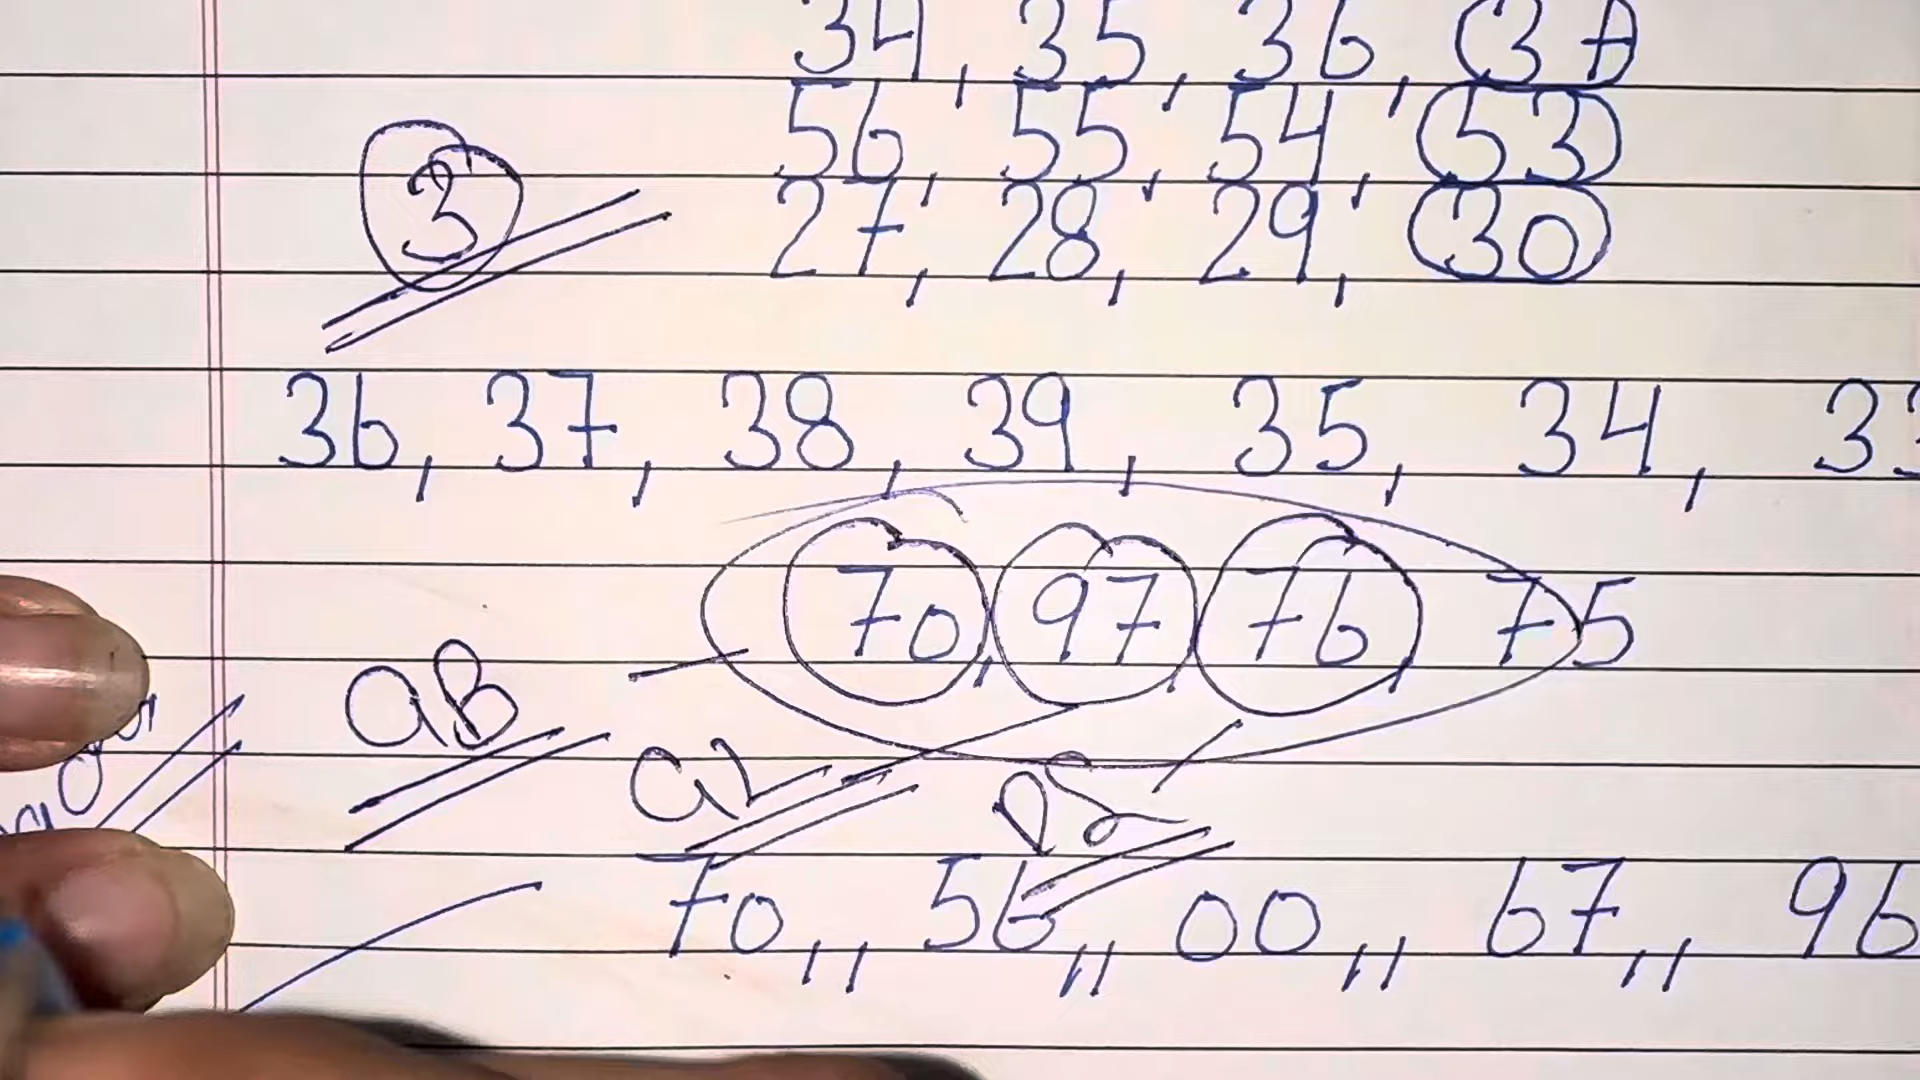 34, 35, 36, 37
56, 55, 54, 53
3
27, 28, 29, 30
36, 37, 38, 39, 35, 34, 33
70, 97, 76, 75
70,, 56,, 00,, 67,, 96